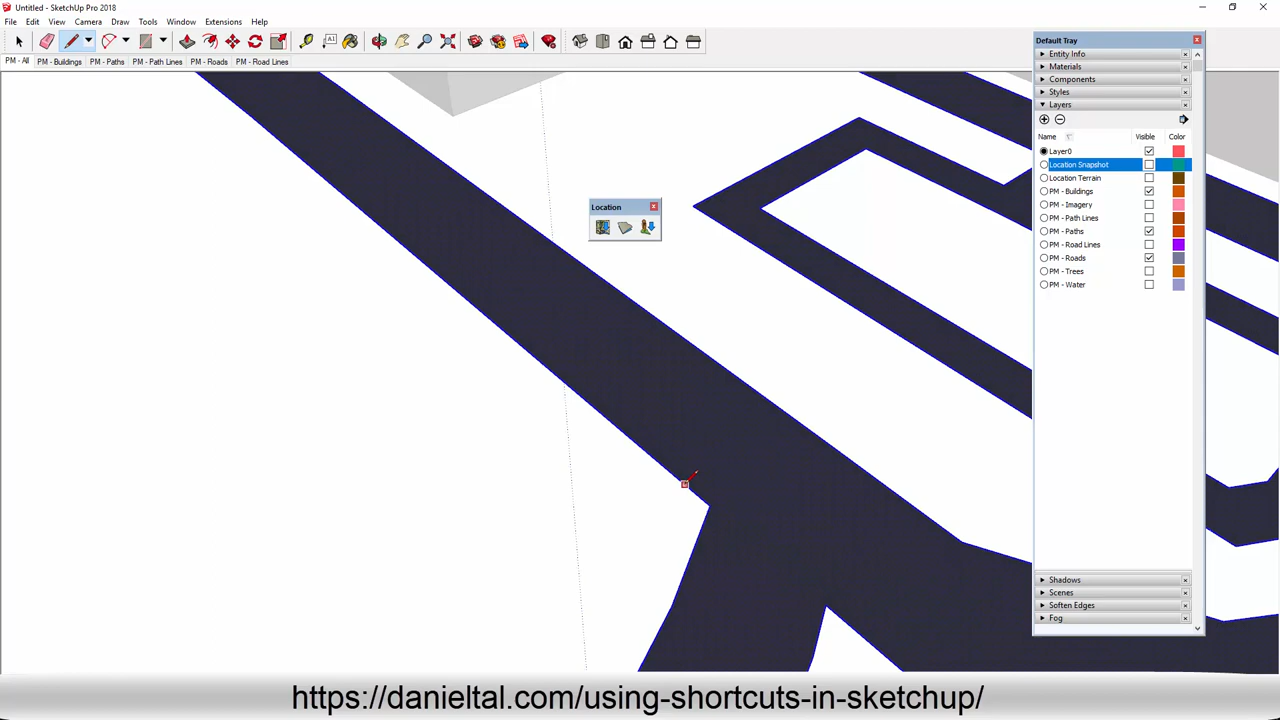 Untitled - SketchUp Pro 2018
File Edit View Camera Draw Tools Window Extensions Help
PM - All PM - Buildings PM - Paths PM - Path Lines PM - Roads PM - Road Lines
Location
Default Tray
Entity Info
Materials
Components
Styles
Layers
Name Visible Color
Layer0
Location Snapshot
Location Terrain
PM - Buildings
PM - Imagery
PM - Path Lines
PM - Paths
PM - Road Lines
PM - Roads
PM - Trees
PM - Water
Shadows
Scenes
Soften Edges
Fog
https://danieltal.com/using-shortcuts-in-sketchup/